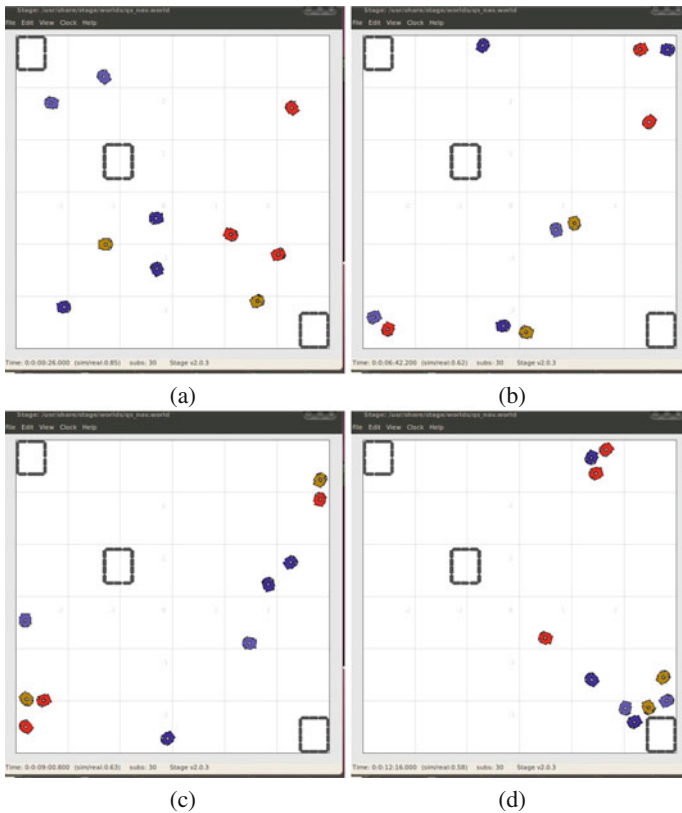 Stage: /usr/share/stage/worlds/qs_nav.world
File Edit View Clock Help
Time: 0:0:00:26.000 (sim/real:0.85) subs: 30 Stage v2.0.3
(a)
Stage: /usr/share/stage/worlds/qs_nav.world
File Edit View Clock Help
Time: 0:0:06:42.200 (sim/real:0.62) subs: 30 Stage v2.0.3
(b)
Stage: /usr/share/stage/worlds/qs_nav.world
File Edit View Clock Help
Time: 0:0:09:00.800 (sim/real:0.63) subs: 30 Stage v2.0.3
(c)
Stage: /usr/share/stage/worlds/qs_nav.world
File Edit View Clock Help
Time: 0:0:12:16.000 (sim/real:0.58) subs: 30 Stage v2.0.3
(d)